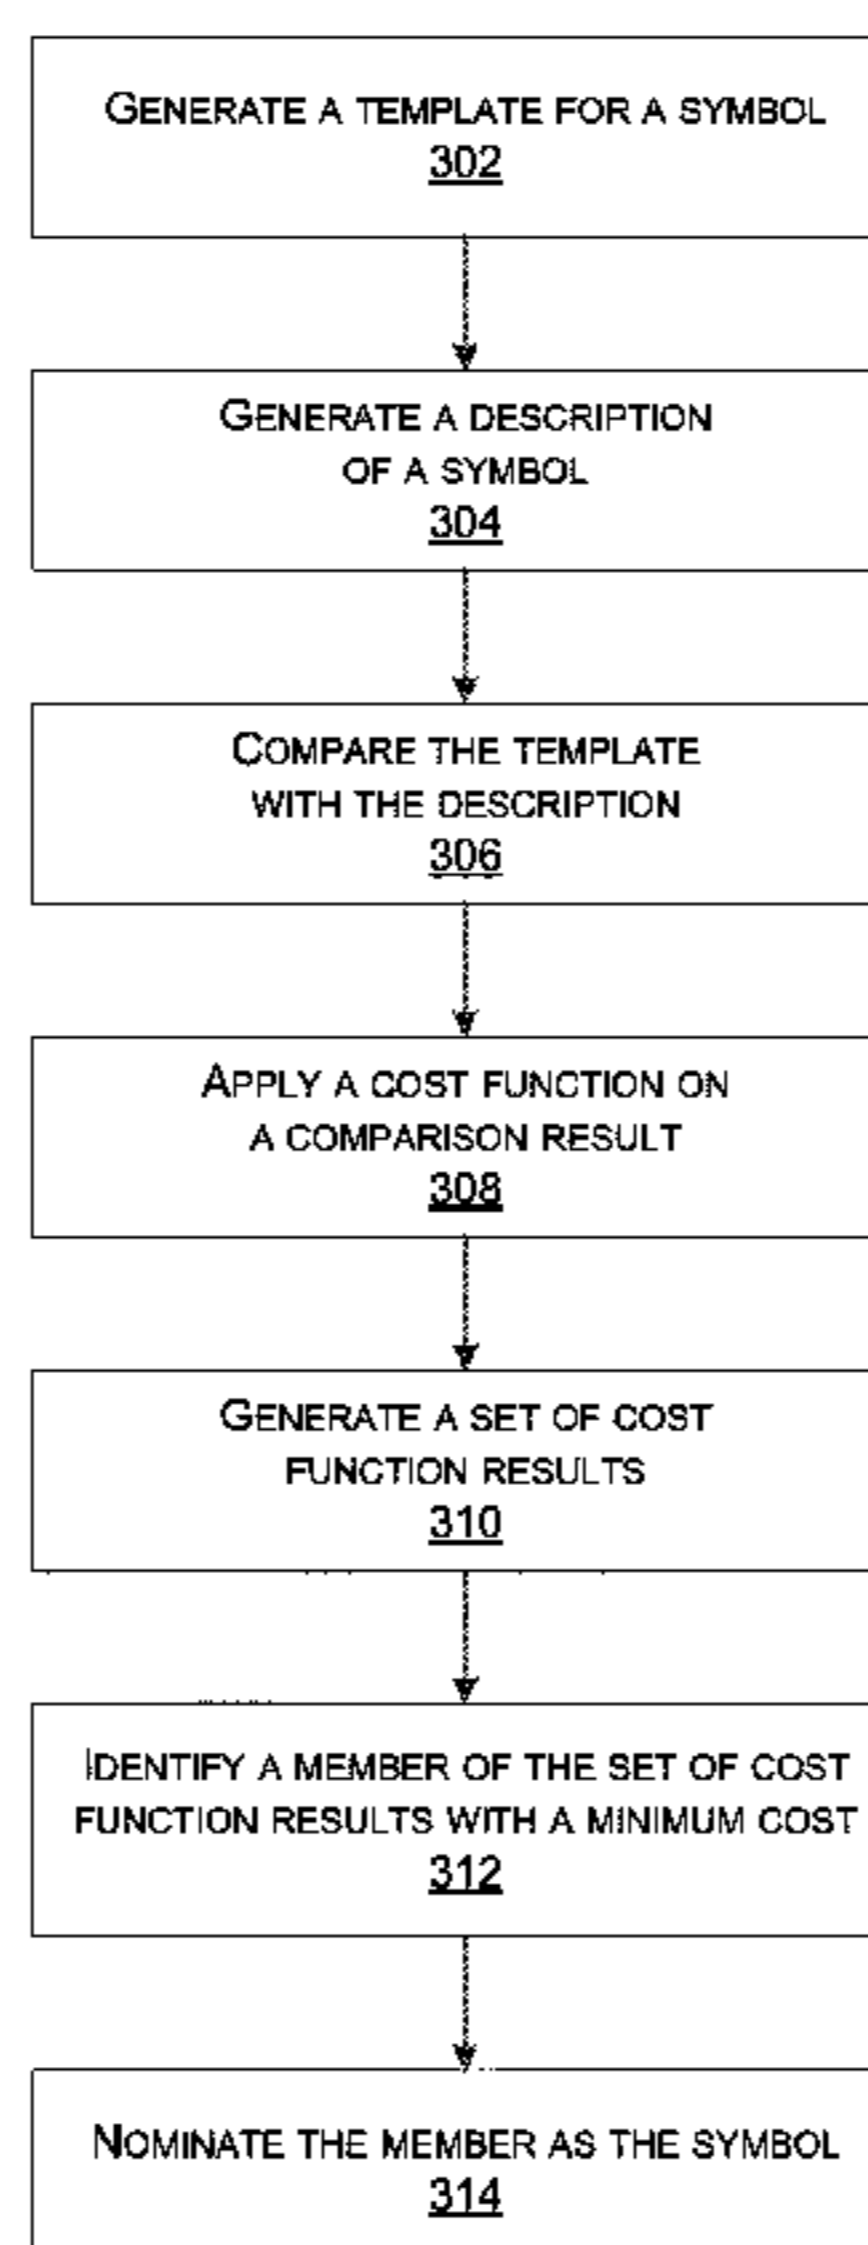 GENERATE A TEMPLATE FOR A SYMBOL
302
GENERATE A DESCRIPTION
OF A SYMBOL
304
COMPARE THE TEMPLATE
WITH THE DESCRIPTION
306
APPLY A COST FUNCTION ON
A COMPARISON RESULT
308
GENERATE A SET OF COST
FUNCTION RESULTS
310
IDENTIFY A MEMBER OF THE SET OF COST
FUNCTION RESULTS WITH A MINIMUM COST
312
NOMINATE THE MEMBER AS THE SYMBOL
314